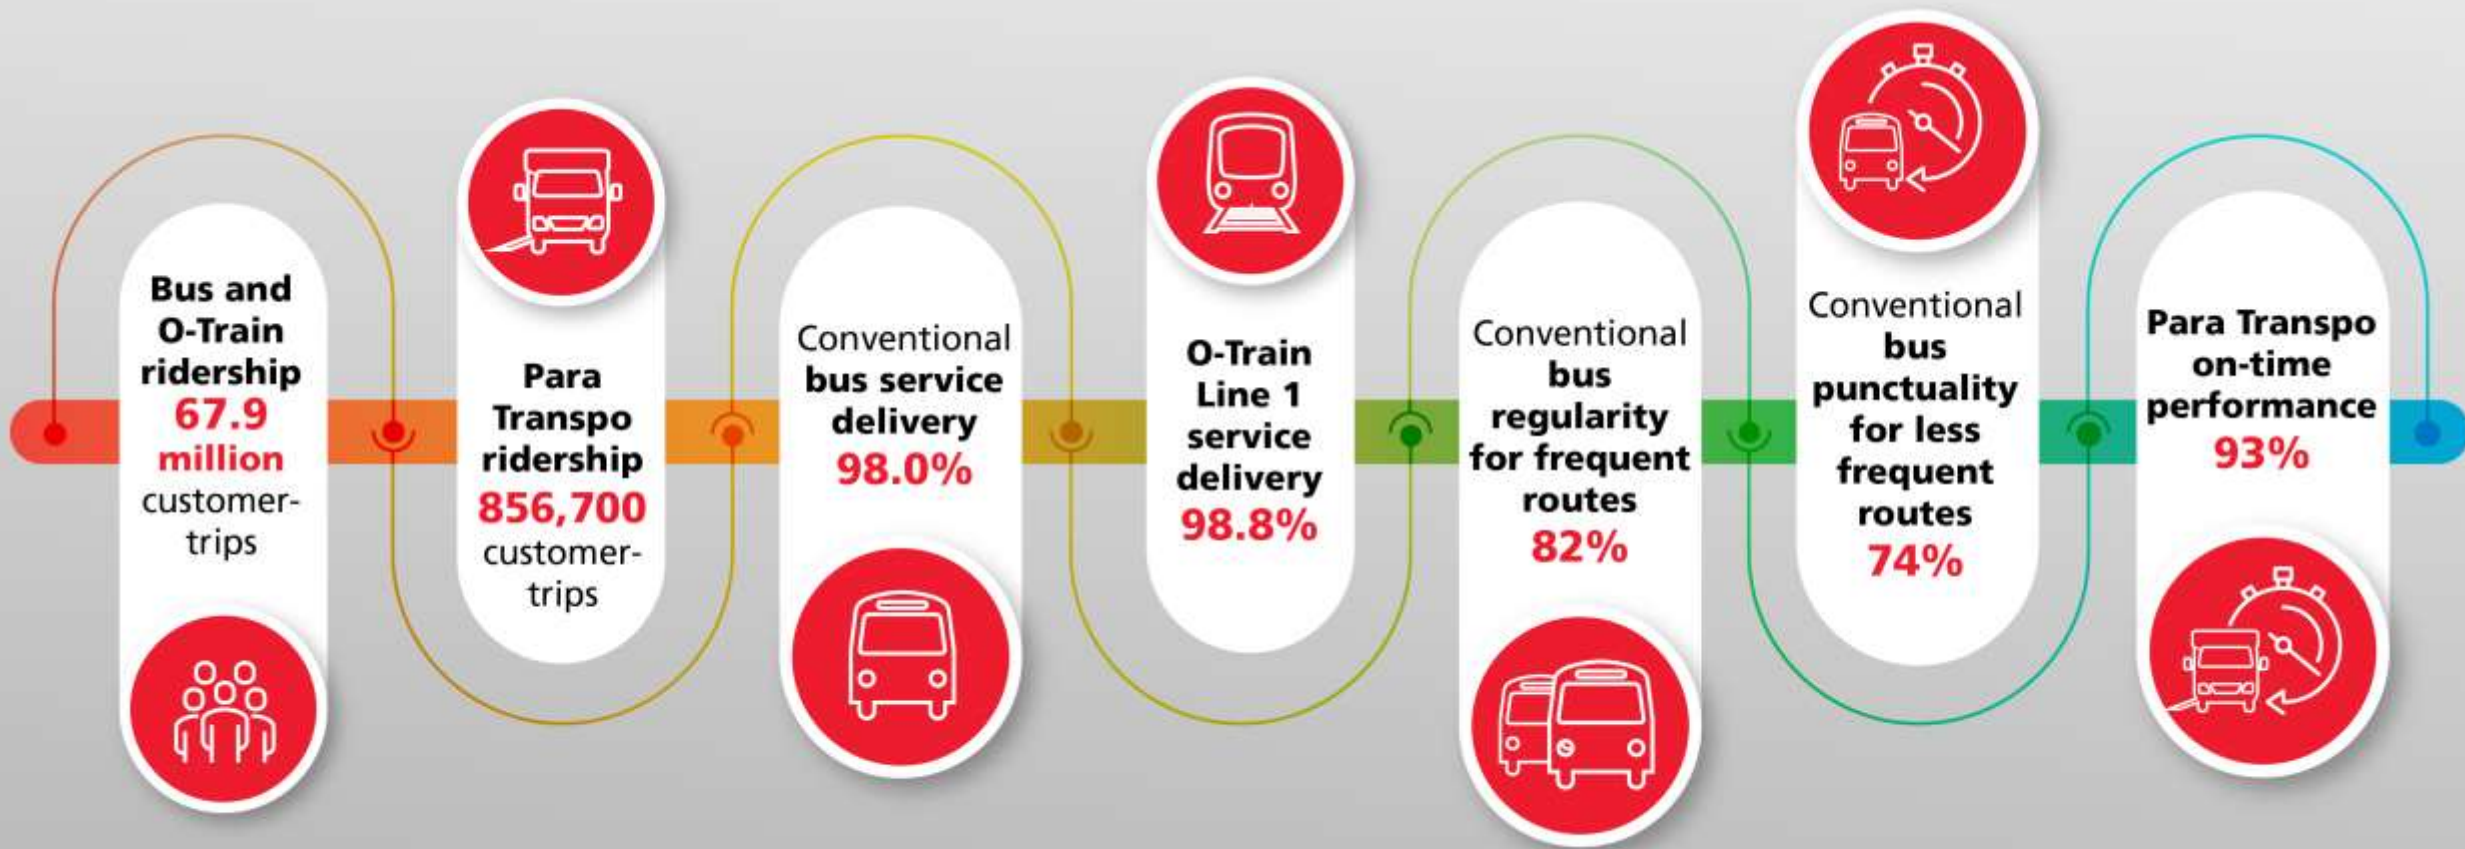 Bus and
O-Train
ridership
67.9
million
customer-
trips
Para
Transpo
ridership
856,700
customer-
trips
Conventional
bus service
delivery
98.0%
O-Train
Line 1
service
delivery
98.8%
Conventional
bus
regularity
for frequent
routes
82%
Conventional
bus
punctuality
for less
frequent
routes
74%
Para Transpo
on-time
performance
93%